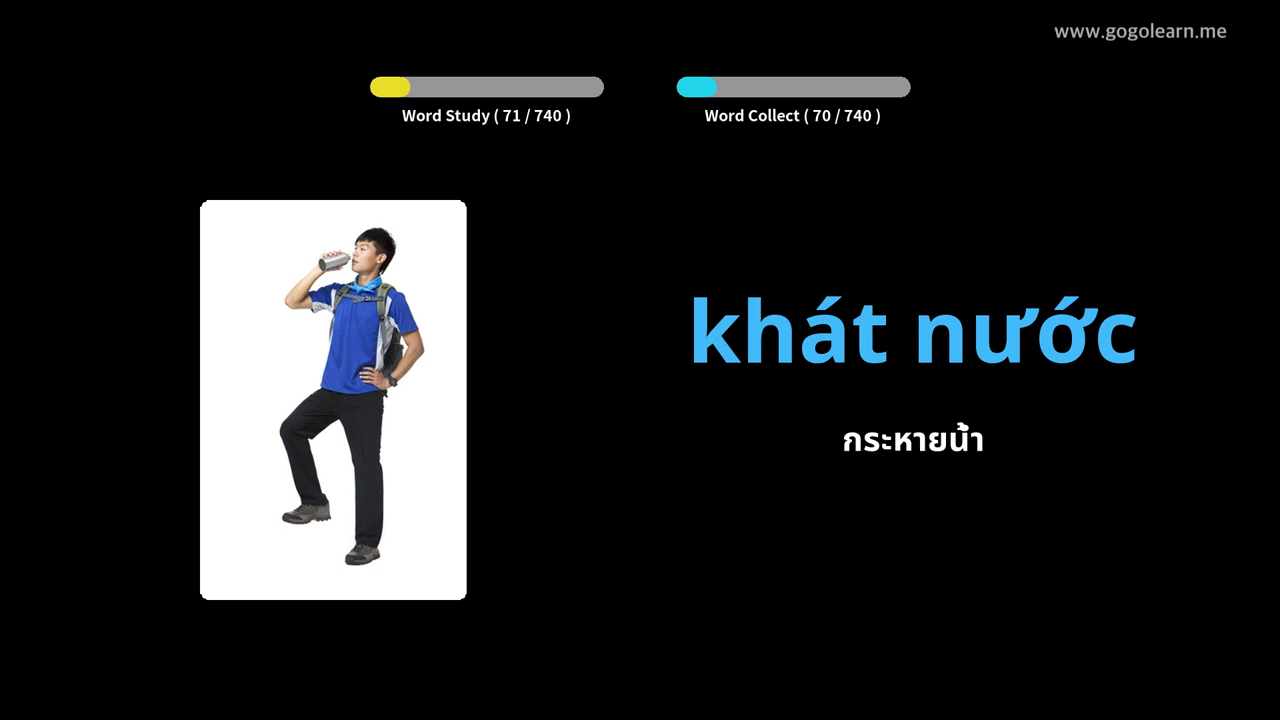 www.gogolearn.me
Word Study ( 71 / 740 )
Word Collect ( 70 / 740 )
khát nước
กระหายน้ำ